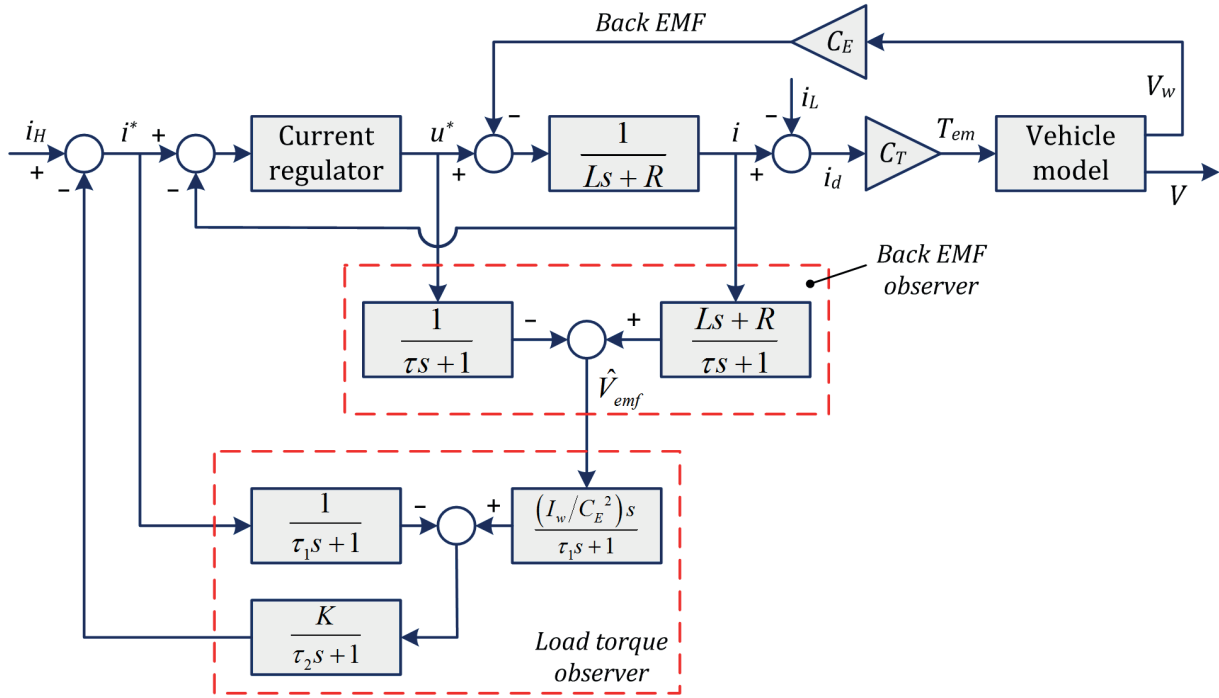 Back EMF
C_E
V_w
i_H
i*
Current
regulator
u*
1
Ls + R
i
i_L
i_d
C_T
T_em
Vehicle
model
V
+
-
+
-
+
-
+
-
Back EMF
observer
1
τs + 1
-
+
Ls + R
τs + 1
V̂_emf
1
τ₁s + 1
-
+
(I_w/C_E²)s
τ₁s + 1
K
τ₂s + 1
Load torque
observer